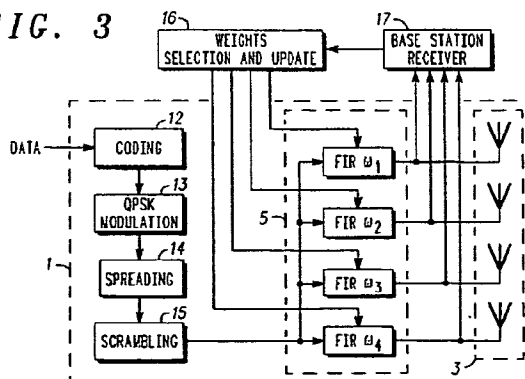 FIG. 3
16
WEIGHTS
SELECTION AND UPDATE
17
BASE STATION
RECEIVER
12
DATA
CODING
13
QPSK
MODULATION
14
SPREADING
15
SCRAMBLING
1
5
FIR ω1
FIR ω2
FIR ω3
FIR ω4
3